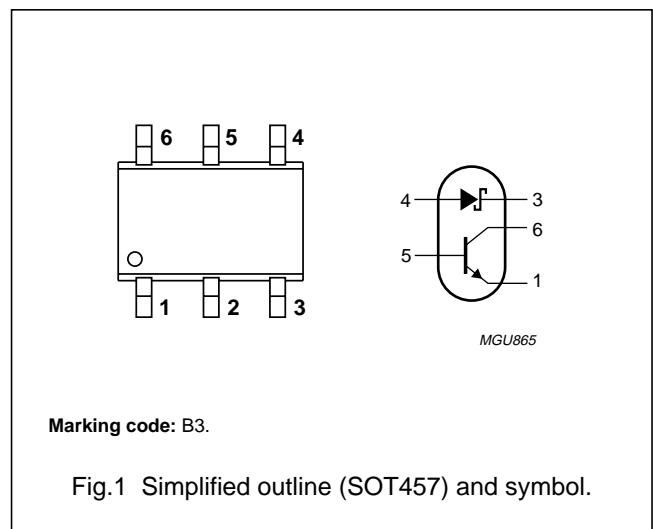 6 5 4
1 2 3
4 3
6
5
1
MGU865
Marking code: B3.
Fig.1 Simplified outline (SOT457) and symbol.